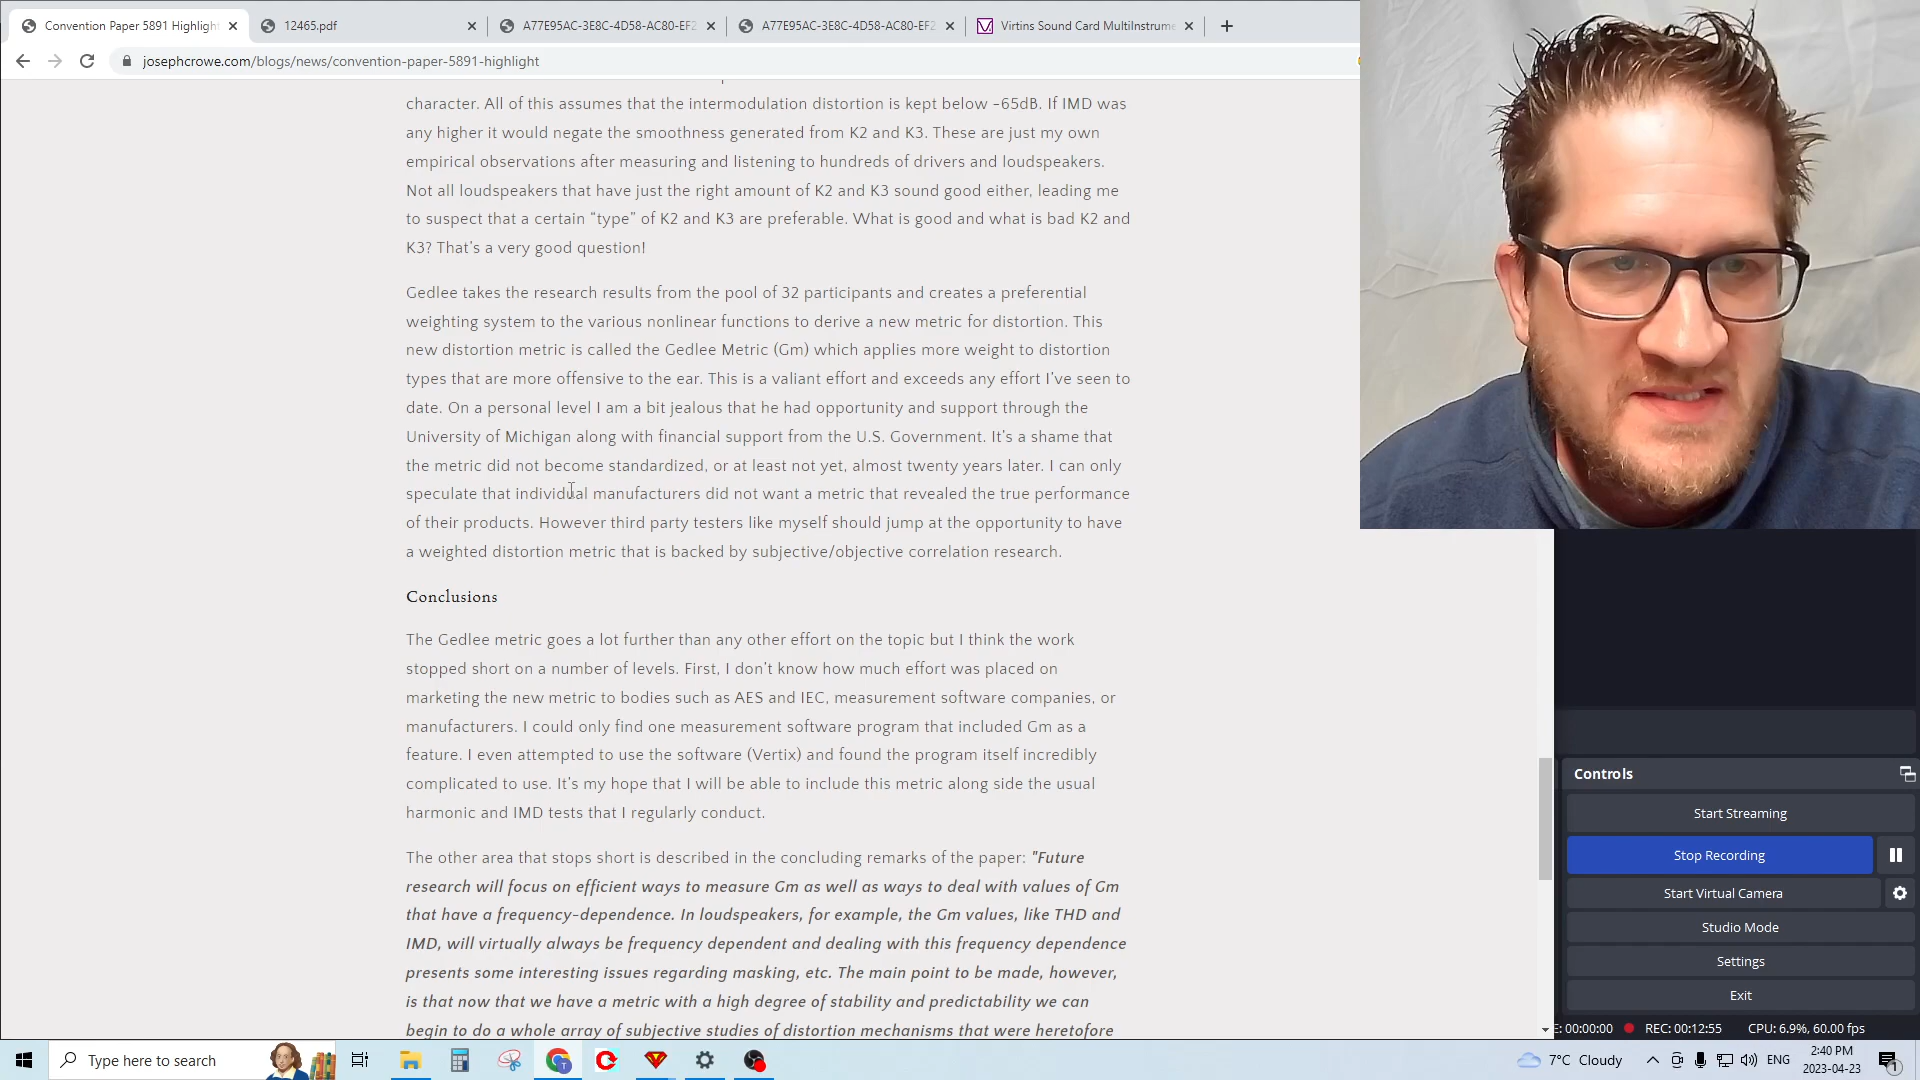 Convention Paper 5891 Highlight
12465.pdf
A77E95AC-3E8C-4D58-AC80-EF2
A77E95AC-3E8C-4D58-AC80-EF2
Virtins Sound Card MultiInstrume
josephcrowe.com/blogs/news/convention-paper-5891-highlight
character. All of this assumes that the intermodulation distortion is kept below -65dB. If IMD was
any higher it would negate the smoothness generated from K2 and K3. These are just my own
empirical observations after measuring and listening to hundreds of drivers and loudspeakers.
Not all loudspeakers that have just the right amount of K2 and K3 sound good either, leading me
to suspect that a certain “type” of K2 and K3 are preferable. What is good and what is bad K2 and
K3? That’s a very good question!
Gedlee takes the research results from the pool of 32 participants and creates a preferential
weighting system to the various nonlinear functions to derive a new metric for distortion. This
new distortion metric is called the Gedlee Metric (Gm) which applies more weight to distortion
types that are more offensive to the ear. This is a valiant effort and exceeds any effort I’ve seen to
date. On a personal level I am a bit jealous that he had opportunity and support through the
University of Michigan along with financial support from the U.S. Government. It’s a shame that
the metric did not become standardized, or at least not yet, almost twenty years later. I can only
speculate that individual manufacturers did not want a metric that revealed the true performance
of their products. However third party testers like myself should jump at the opportunity to have
a weighted distortion metric that is backed by subjective/objective correlation research.
Conclusions
The Gedlee metric goes a lot further than any other effort on the topic but I think the work
stopped short on a number of levels. First, I don’t know how much effort was placed on
marketing the new metric to bodies such as AES and IEC, measurement software companies, or
manufacturers. I could only find one measurement software program that included Gm as a
feature. I even attempted to use the software (Vertix) and found the program itself incredibly
complicated to use. It’s my hope that I will be able to include this metric along side the usual
harmonic and IMD tests that I regularly conduct.
The other area that stops short is described in the concluding remarks of the paper: "Future
research will focus on efficient ways to measure Gm as well as ways to deal with values of Gm
that have a frequency-dependence. In loudspeakers, for example, the Gm values, like THD and
IMD, will virtually always be frequency dependent and dealing with this frequency dependence
presents some interesting issues regarding masking, etc. The main point to be made, however,
is that now that we have a metric with a high degree of stability and predictability we can
begin to do a whole array of subjective studies of distortion mechanisms that were heretofore
Controls
Start Streaming
Stop Recording
Start Virtual Camera
Studio Mode
Settings
Exit
E: 00:00:00 REC: 00:12:55 CPU: 6.9%, 60.00 fps
Type here to search
7°C Cloudy
ENG
2:40 PM
2023-04-23
1